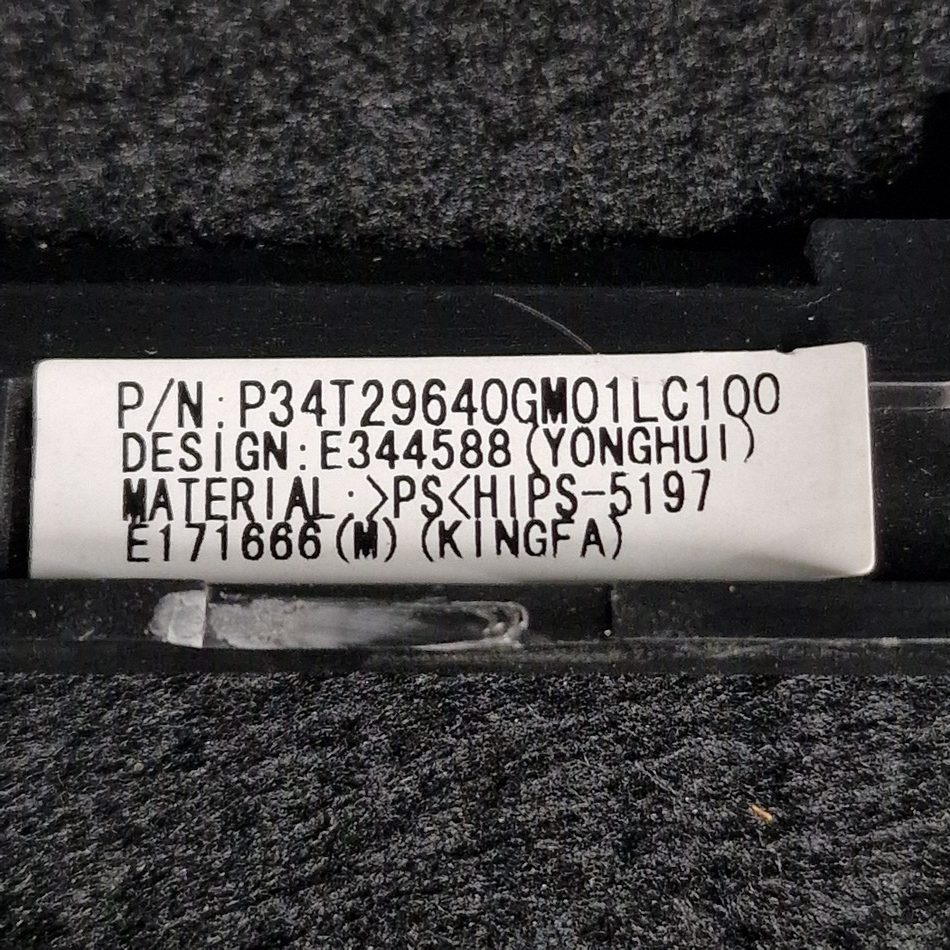 P/N:P34T29640GM01LC100
DESIGN:E344588(YONGHUI)
MATERIAL:>PS<HIPS-5197
E171666(M)(KINGFA)